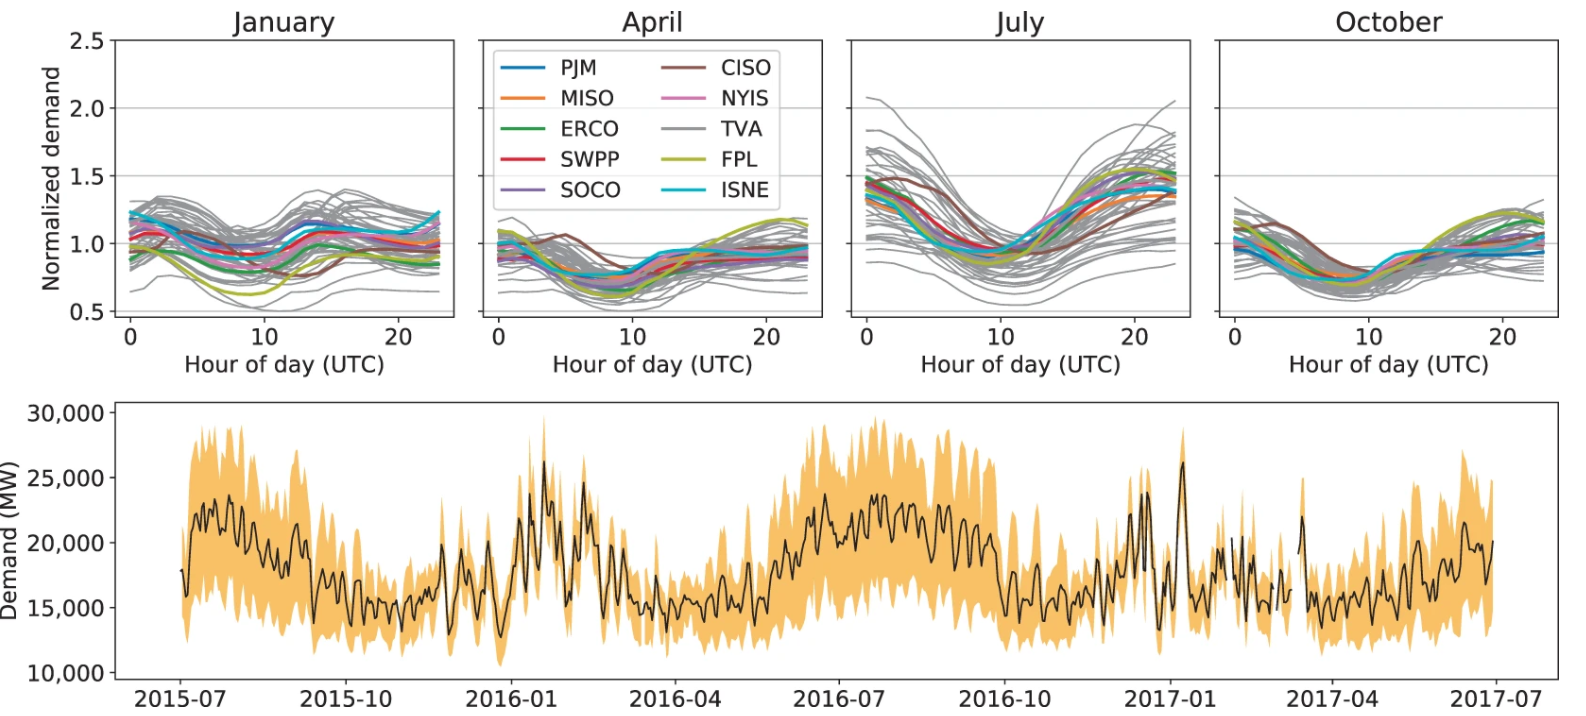 January April July October
Normalized demand
2.5
2.0
1.5
1.0
0.5
PJM CISO
MISO NYIS
ERCO TVA
SWPP FPL
SOCO ISNE
0 10 20 0 10 20 0 10 20 0 10 20
Hour of day (UTC) Hour of day (UTC) Hour of day (UTC) Hour of day (UTC)
Demand (MW)
30,000
25,000
20,000
15,000
10,000
2015-07 2015-10 2016-01 2016-04 2016-07 2016-10 2017-01 2017-04 2017-07